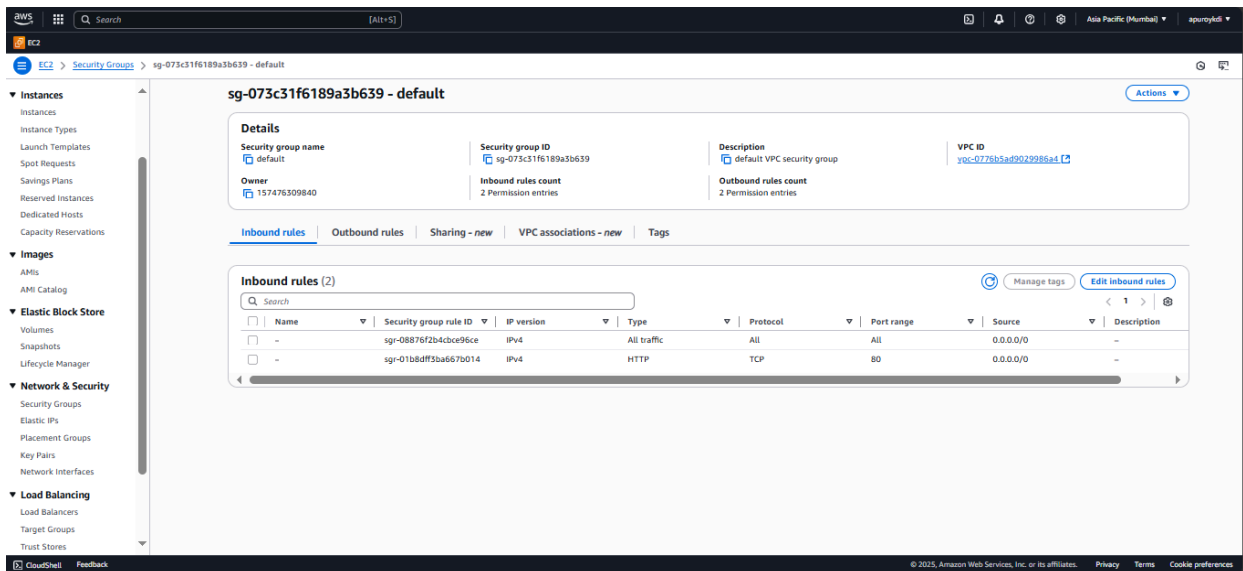 aws Search [Alt+S] Asia Pacific (Mumbai) apuroykdi
EC2
EC2 > Security Groups > sg-073c31f6189a3b639 - default
Instances
Instances
Instance Types
Launch Templates
Spot Requests
Savings Plans
Reserved Instances
Dedicated Hosts
Capacity Reservations
Images
AMIs
AMI Catalog
Elastic Block Store
Volumes
Snapshots
Lifecycle Manager
Network & Security
Security Groups
Elastic IPs
Placement Groups
Key Pairs
Network Interfaces
Load Balancing
Load Balancers
Target Groups
Trust Stores
sg-073c31f6189a3b639 - default Actions
Details
Security group name Security group ID Description VPC ID
default sg-073c31f6189a3b639 default VPC security group vpc-0776b5ad9029986a4
Owner Inbound rules count Outbound rules count
157476309840 2 Permission entries 2 Permission entries
Inbound rules Outbound rules Sharing - new VPC associations - new Tags
Inbound rules (2) Manage tags Edit inbound rules
Search < 1 >
Name Security group rule ID IP version Type Protocol Port range Source Description
– sgr-08876f2b4cbce96ce IPv4 All traffic All All 0.0.0.0/0 –
– sgr-01b8dff3ba667b014 IPv4 HTTP TCP 80 0.0.0.0/0 –
CloudShell Feedback © 2025, Amazon Web Services, Inc. or its affiliates. Privacy Terms Cookie preferences